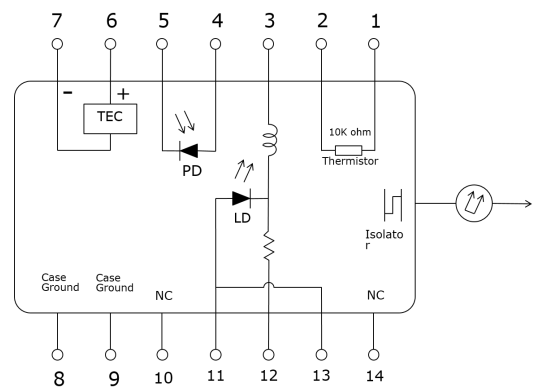 7 6 5 4 3 2 1
- +
TEC
10K ohm
Thermistor
PD
LD
Isolato
r
Case
Ground
Case
Ground
NC
NC
8 9 10 11 12 13 14